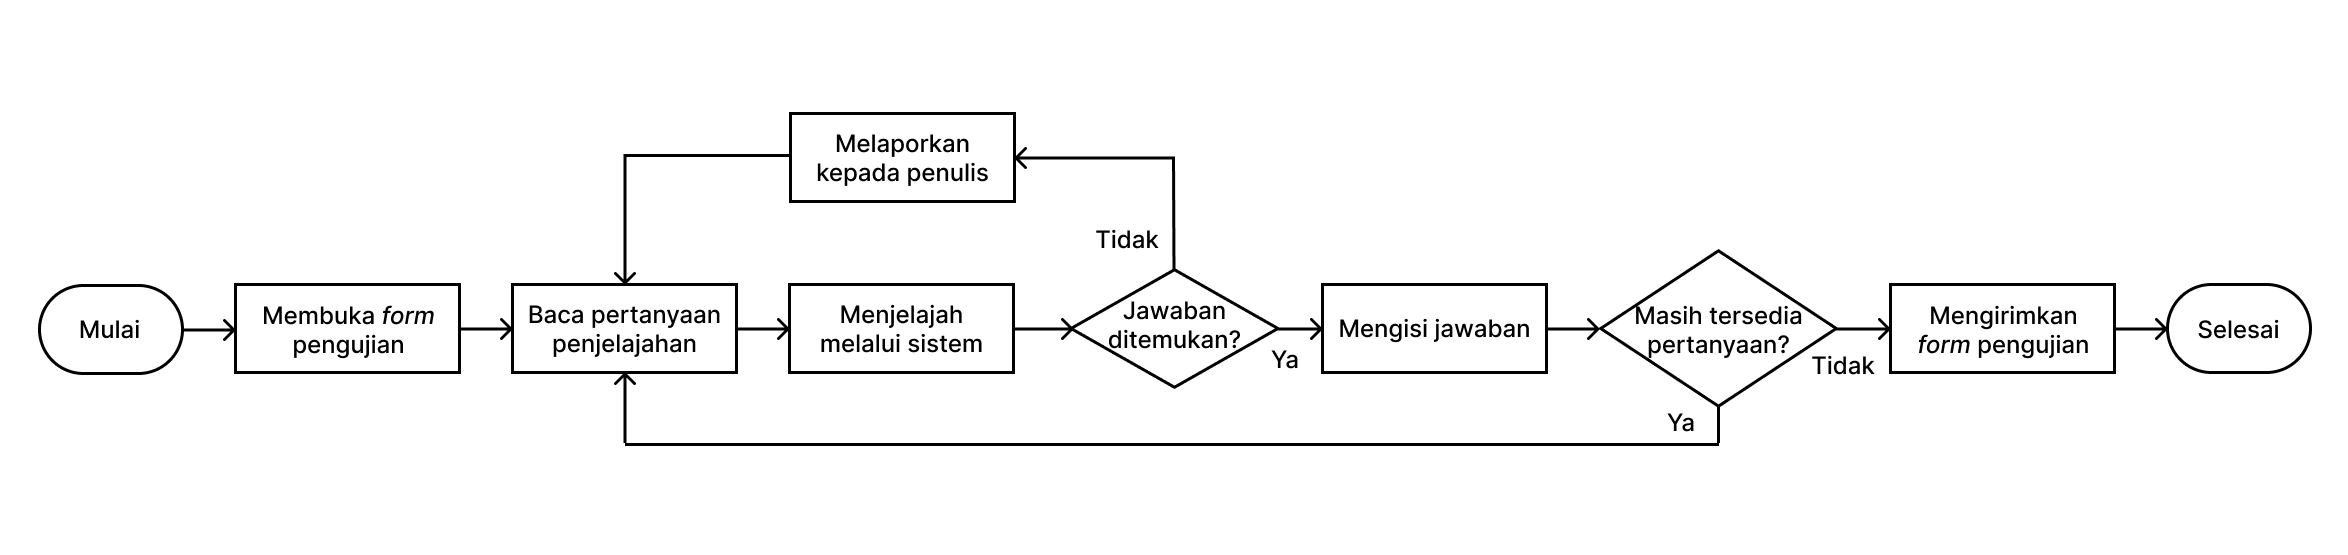 Mulai
Membuka form
pengujian
Baca pertanyaan
penjelajahan
Menjelajah
melalui sistem
Jawaban
ditemukan?
Tidak
Melaporkan
kepada penulis
Ya
Mengisi jawaban
Masih tersedia
pertanyaan?
Ya
Tidak
Mengirimkan
form pengujian
Selesai